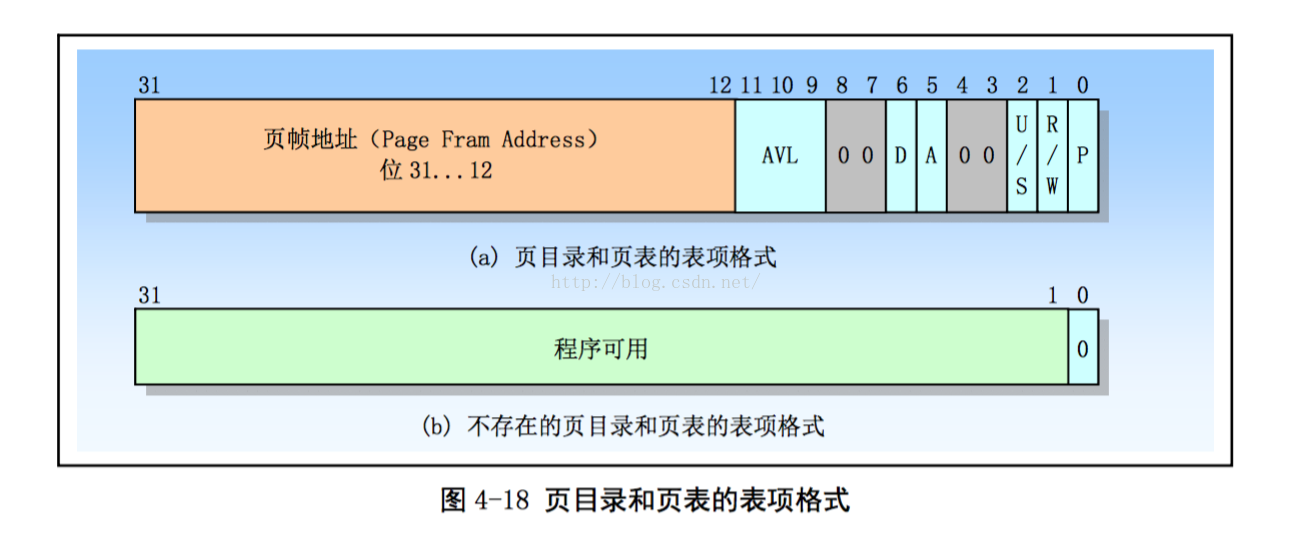 31 12 11 10 9 8 7 6 5 4 3 2 1 0
页帧地址（Page Fram Address）
位 31...12
AVL
0 0
D
A
0 0
U/S
R/W
P
(a) 页目录和页表的表项格式
http://blog.csdn.net/
31 1 0
程序可用
0
(b) 不存在的页目录和页表的表项格式
图 4-18 页目录和页表的表项格式